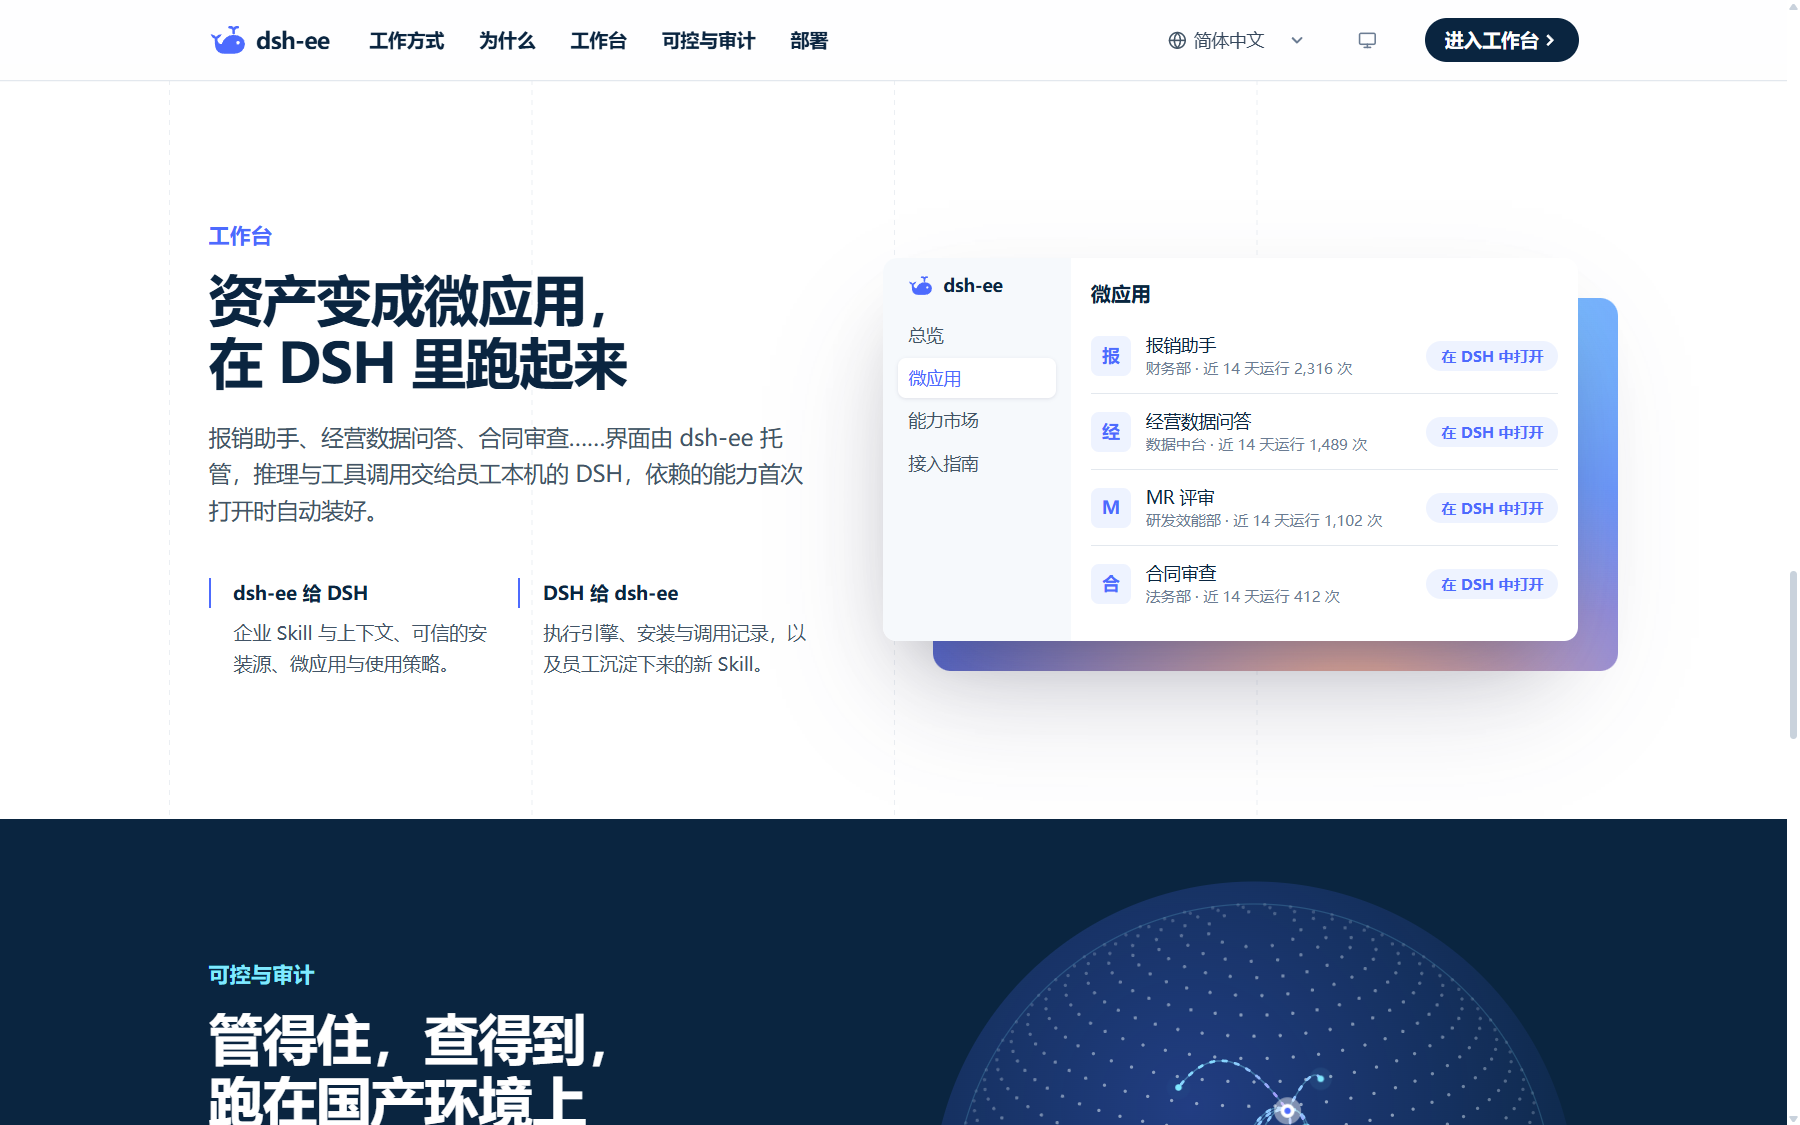 dsh-ee 工作方式 为什么 工作台 可控与审计 部署 简体中文 进入工作台
工作台
资产变成微应用，
在 DSH 里跑起来
报销助手、经营数据问答、合同审查……界面由 dsh-ee 托
管，推理与工具调用交给员工本机的 DSH，依赖的能力首次
打开时自动装好。
dsh-ee 给 DSH
企业 Skill 与上下文、可信的安
装源、微应用与使用策略。
DSH 给 dsh-ee
执行引擎、安装与调用记录，以
及员工沉淀下来的新 Skill。
dsh-ee
总览
微应用
能力市场
接入指南
微应用
报 报销助手 在 DSH 中打开
财务部 · 近 14 天运行 2,316 次
经 经营数据问答 在 DSH 中打开
数据中台 · 近 14 天运行 1,489 次
M MR 评审 在 DSH 中打开
研发效能部 · 近 14 天运行 1,102 次
合 合同审查 在 DSH 中打开
法务部 · 近 14 天运行 412 次
可控与审计
管得住，查得到，
跑在国产环境上